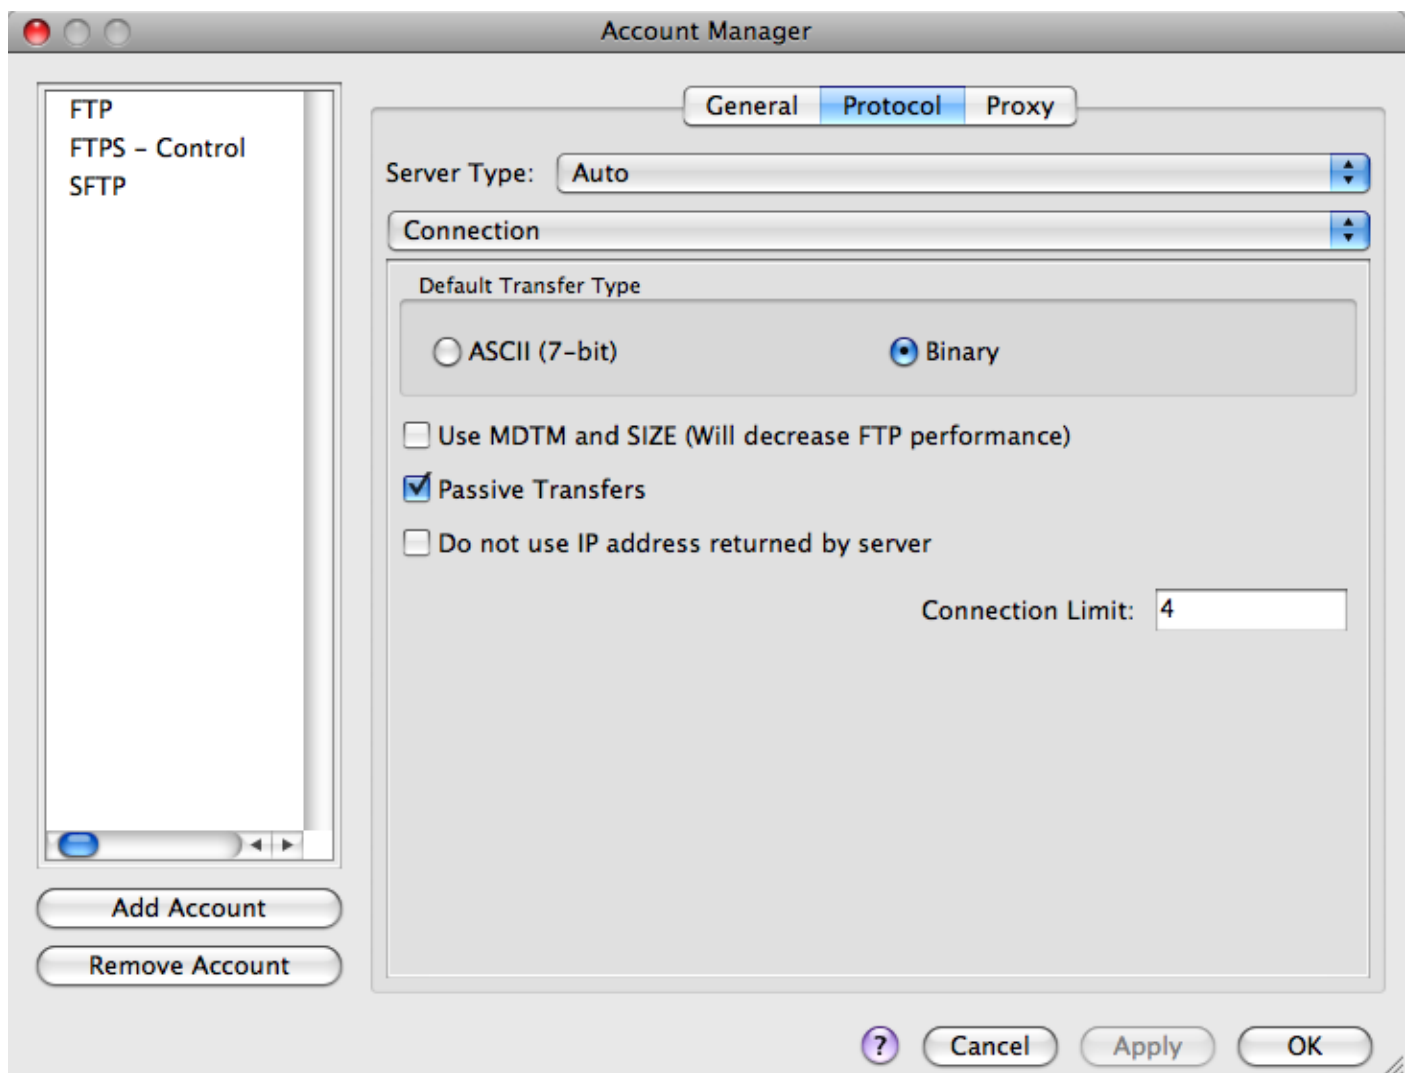 Account Manager
FTP
FTPS - Control
SFTP
Add Account
Remove Account
General Protocol Proxy
Server Type: Auto
Connection
Default Transfer Type
ASCII (7-bit) Binary
Use MDTM and SIZE (Will decrease FTP performance)
Passive Transfers
Do not use IP address returned by server
Connection Limit: 4
? Cancel Apply OK